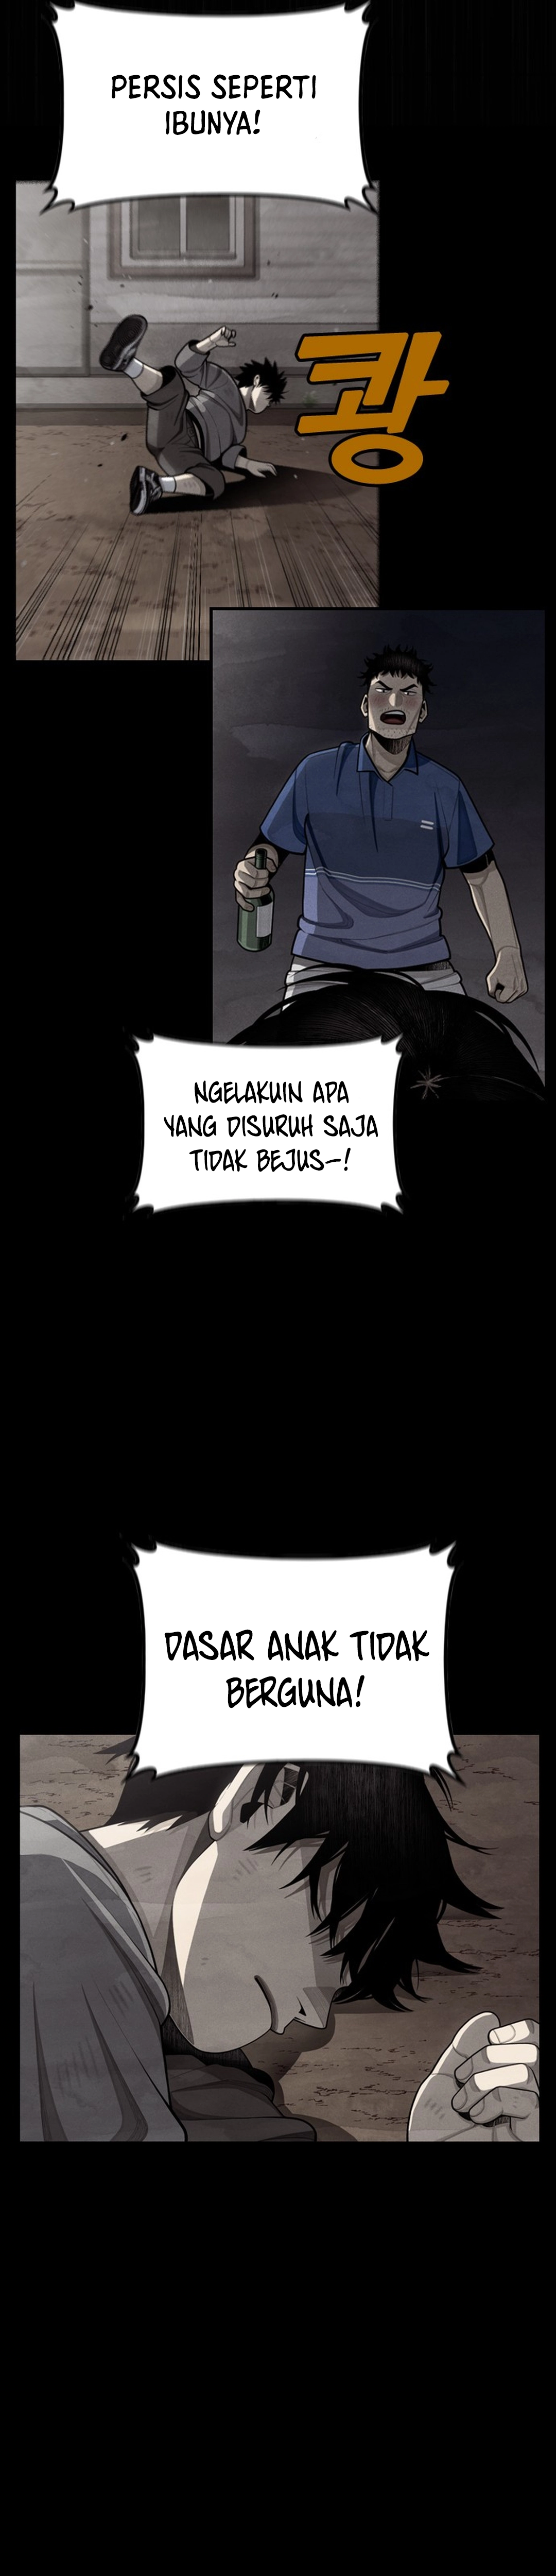 PERSIS SEPERTI
IBUNYA!
쾅
NGELAKUIN APA
YANG DISURUH SAJA
TIDAK BEJUS-!
DASAR ANAK TIDAK
BERGUNA!